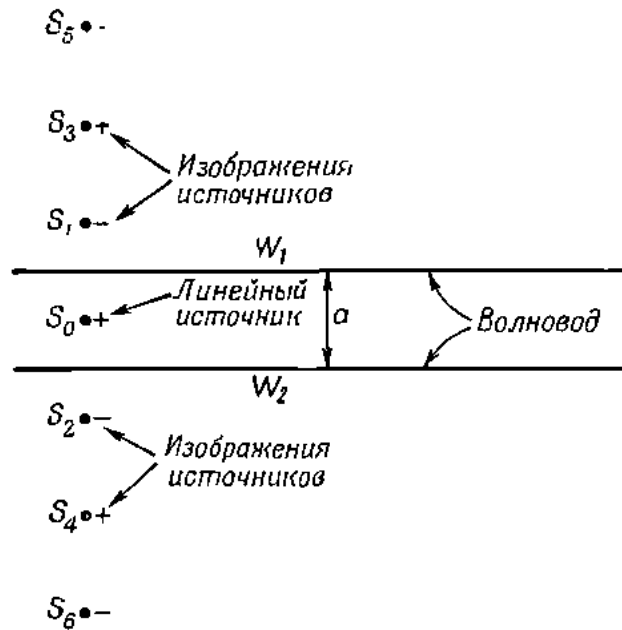 S₅ • -
S₃ • +
Изображения
источников
S₁ • -
W₁
Линейный
источник
S₀ • +
a
Волновод
W₂
S₂ • —
Изображения
источников
S₄ • +
S₆ • —